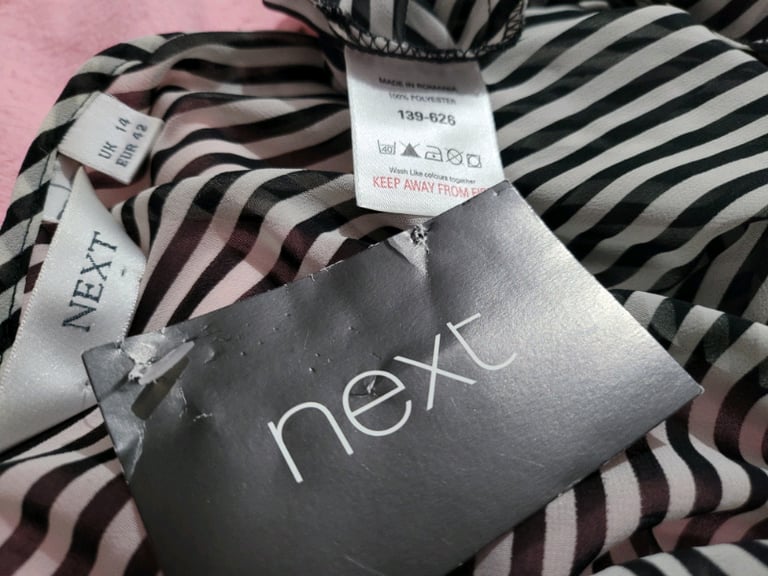 UK 14
EUR 42
NEXT
MADE IN ROMANIA
100% POLYESTER
139-626
40
Wash Like colours together
KEEP AWAY FROM
next